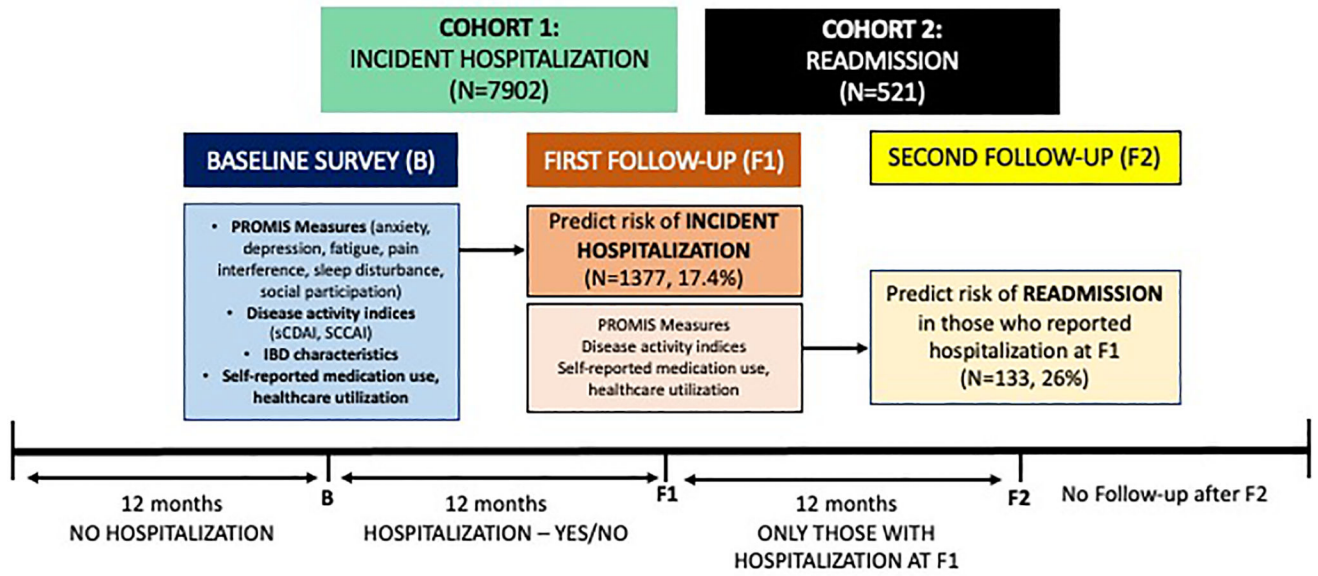 COHORT 1:
INCIDENT HOSPITALIZATION
(N=7902)
COHORT 2:
READMISSION
(N=521)
BASELINE SURVEY (B)
FIRST FOLLOW-UP (F1)
SECOND FOLLOW-UP (F2)
• PROMIS Measures (anxiety,
depression, fatigue, pain
interference, sleep disturbance,
social participation)
• Disease activity indices
(sCDAI, SCCAI)
• IBD characteristics
• Self-reported medication use,
healthcare utilization
Predict risk of INCIDENT
HOSPITALIZATION
(N=1377, 17.4%)
PROMIS Measures
Disease activity indices
Self-reported medication use,
healthcare utilization
Predict risk of READMISSION
in those who reported
hospitalization at F1
(N=133, 26%)
B
F1
F2
12 months
NO HOSPITALIZATION
12 months
HOSPITALIZATION – YES/NO
12 months
ONLY THOSE WITH
HOSPITALIZATION AT F1
No Follow-up after F2